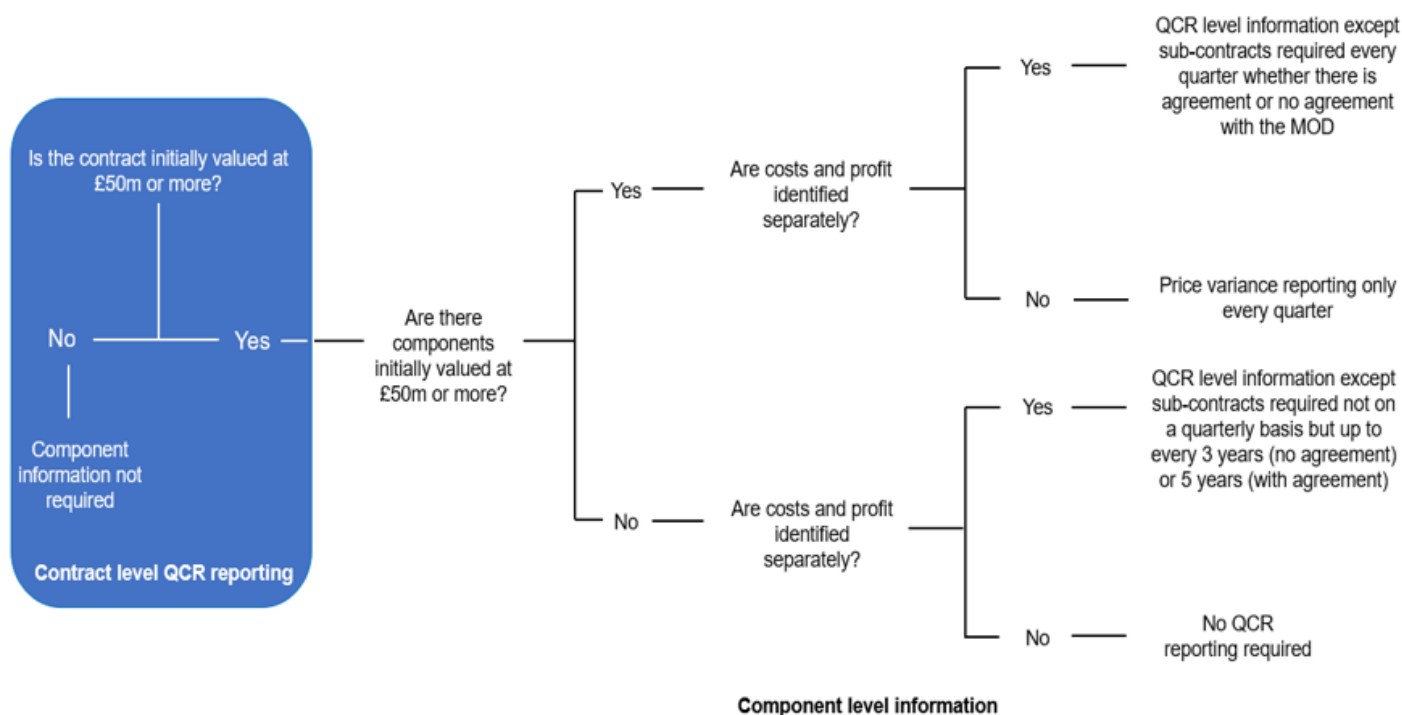 Is the contract initially valued at
£50m or more?
No
Yes
Component
information not
required
Contract level QCR reporting
Are there
components
initially valued at
£50m or more?
Yes
Are costs and profit
identified
separately?
Yes
QCR level information except
sub-contracts required every
quarter whether there is
agreement or no agreement
with the MOD
No
Price variance reporting only
every quarter
No
Are costs and profit
identified
separately?
Yes
QCR level information except
sub-contracts required not on
a quarterly basis but up to
every 3 years (no agreement)
or 5 years (with agreement)
No
No QCR
reporting required
Component level information